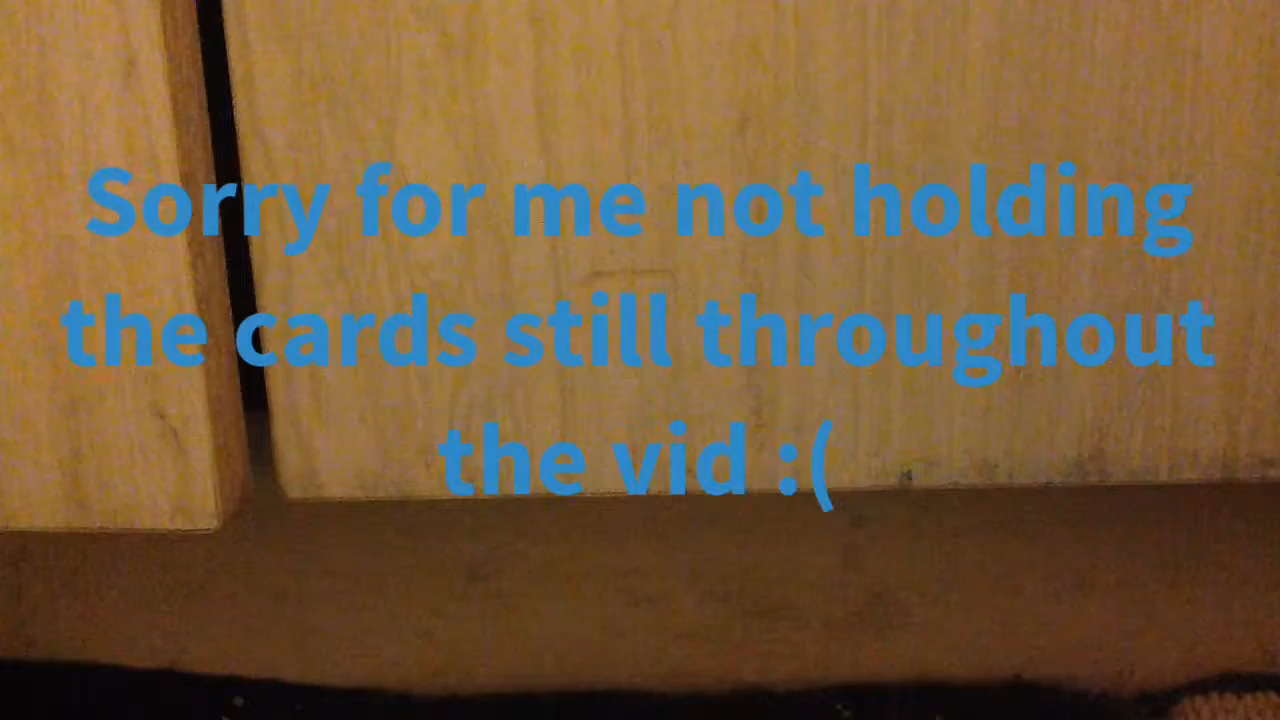 Sorry for me not holding
the cards still throughout
the vid :(